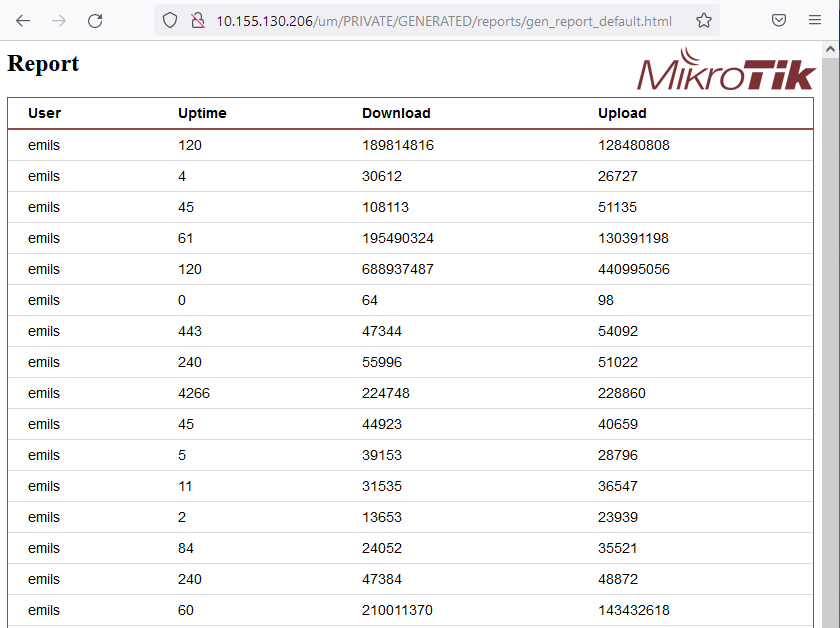 10.155.130.206/um/PRIVATE/GENERATED/reports/gen_report_default.html
Report
MikroTik
User Uptime Download Upload
emils 120 189814816 128480808
emils 4 30612 26727
emils 45 108113 51135
emils 61 195490324 130391198
emils 120 688937487 440995056
emils 0 64 98
emils 443 47344 54092
emils 240 55996 51022
emils 4266 224748 228860
emils 45 44923 40659
emils 5 39153 28796
emils 11 31535 36547
emils 2 13653 23939
emils 84 24052 35521
emils 240 47384 48872
emils 60 210011370 143432618